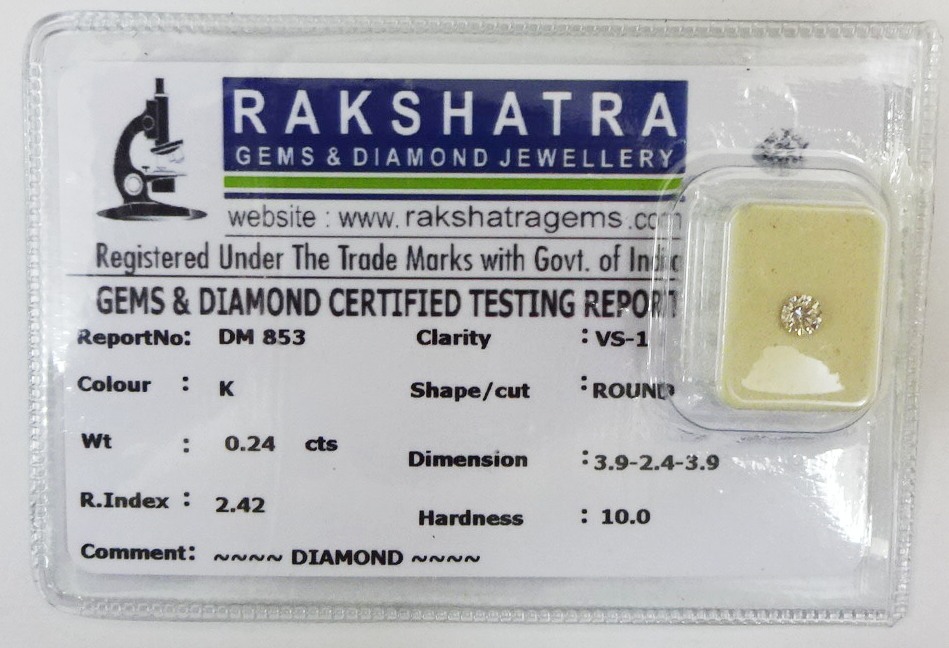 RAKSHATRA
GEMS & DIAMOND JEWELLERY
website : www.rakshatragems.com
Registered Under The Trade Marks with Govt. of India
GEMS & DIAMOND CERTIFIED TESTING REPORT
ReportNo: DM 853 Clarity : VS-1
Colour : K Shape/cut : ROUND
Wt : 0.24 cts Dimension : 3.9-2.4-3.9
R.Index : 2.42 Hardness : 10.0
Comment: ~~~~ DIAMOND ~~~~